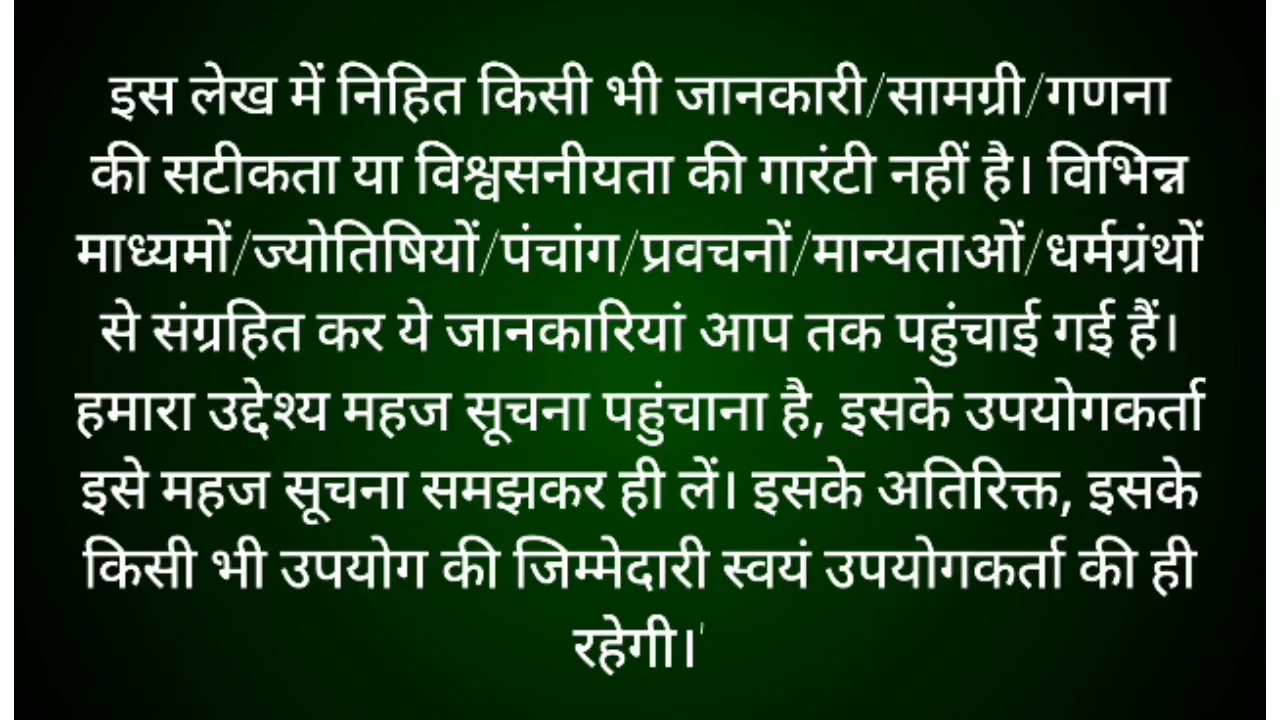 इस लेख में निहित किसी भी जानकारी/सामग्री/गणना
की सटीकता या विश्वसनीयता की गारंटी नहीं है। विभिन्न
माध्यमों/ज्योतिषियों/पंचांग/प्रवचनों/मान्यताओं/धर्मग्रंथों
से संग्रहित कर ये जानकारियां आप तक पहुंचाई गई हैं।
हमारा उद्देश्य महज सूचना पहुंचाना है, इसके उपयोगकर्ता
इसे महज सूचना समझकर ही लें। इसके अतिरिक्त, इसके
किसी भी उपयोग की जिम्मेदारी स्वयं उपयोगकर्ता की ही
रहेगी।'